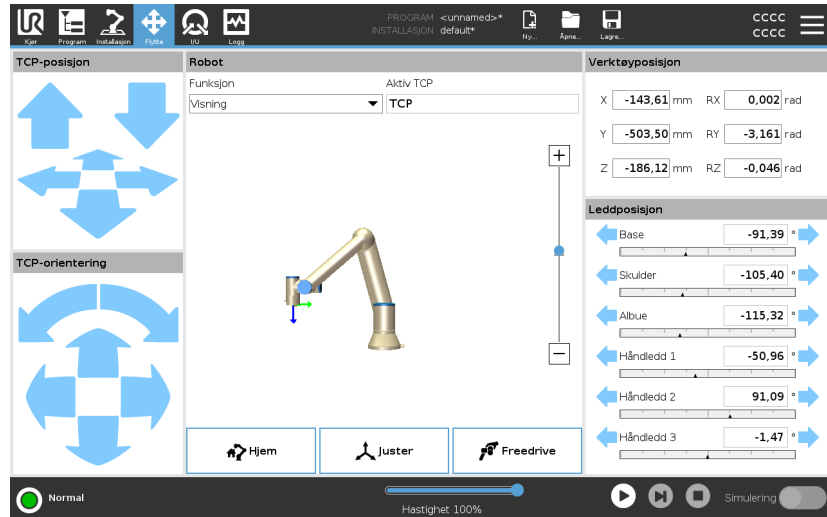 UR
PROGRAM <unnamed>*
INSTALLASJON default*
CCCC
CCCC
Kjør Program Installasjon Flytte I/U Logg Ny... Åpne... Lagre...
TCP-posisjon
Robot
Funksjon Aktiv TCP
Visning TCP
+
−
Hjem Juster Freedrive
TCP-orientering
Verktøyposisjon
X -143,61 mm RX 0,002 rad
Y -503,50 mm RY -3,161 rad
Z -186,12 mm RZ -0,046 rad
Leddposisjon
Base -91,39 °
Skulder -105,40 °
Albue -115,32 °
Håndledd 1 -50,96 °
Håndledd 2 91,09 °
Håndledd 3 -1,47 °
Normal
Hastighet 100%
Simulering